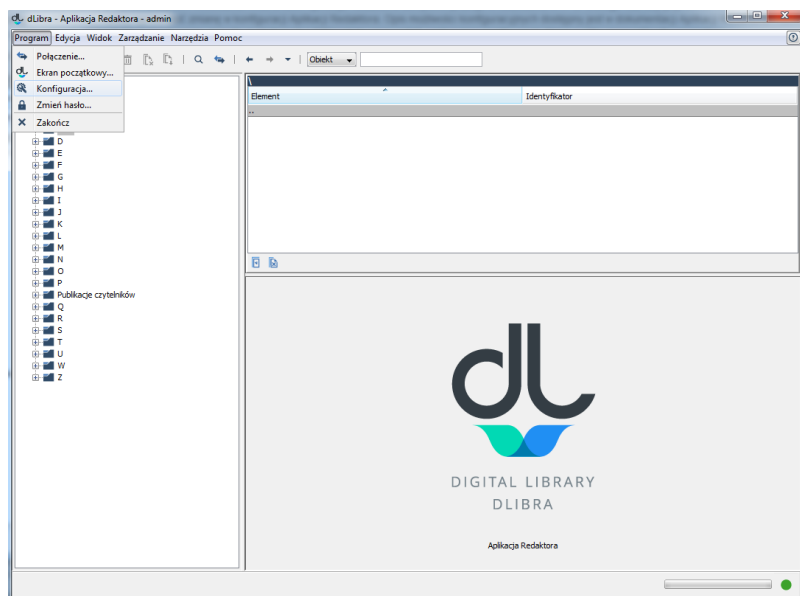 dLibra - Aplikacja Redaktora - admin
Program Edycja Widok Zarządzanie Narzędzia Pomoc
Połączenie...
Obiekt
Ekran początkowy...
Konfiguracja...
Zmień hasło...
Zakończ
Element Identyfikator
..
D
E
F
G
H
I
J
K
L
M
N
O
P
Publikacje czytelników
Q
R
S
T
U
W
Z
dL
DIGITAL LIBRARY
DLIBRA
Aplikacja Redaktora